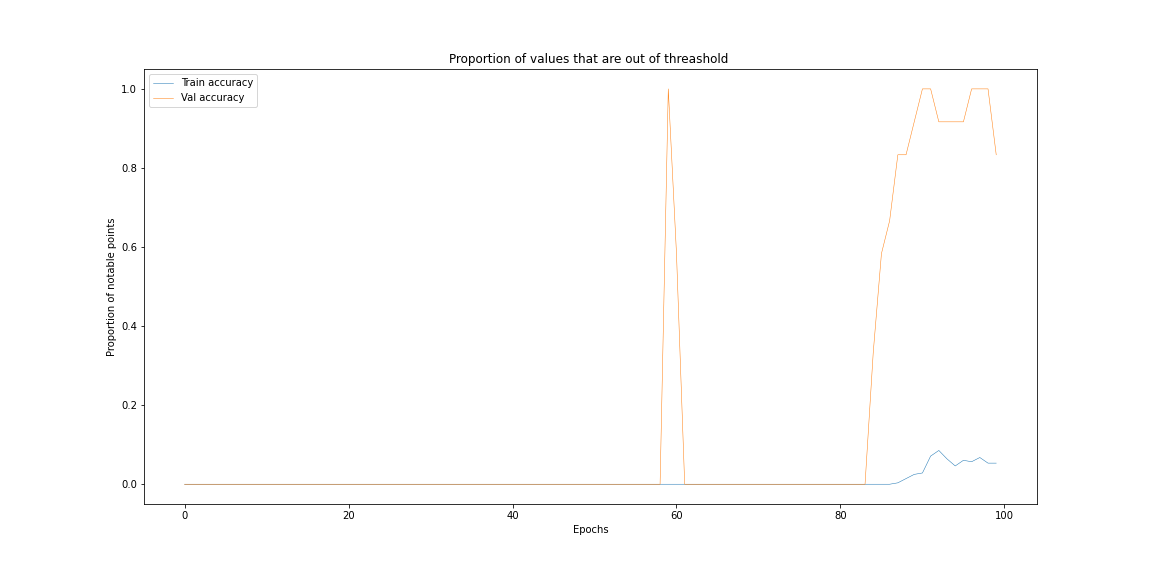 Proportion of values that are out of threashold
Train accuracy
Val accuracy
1.0
0.8
0.6
0.4
0.2
0.0
Proportion of notable points
0 20 40 60 80 100
Epochs